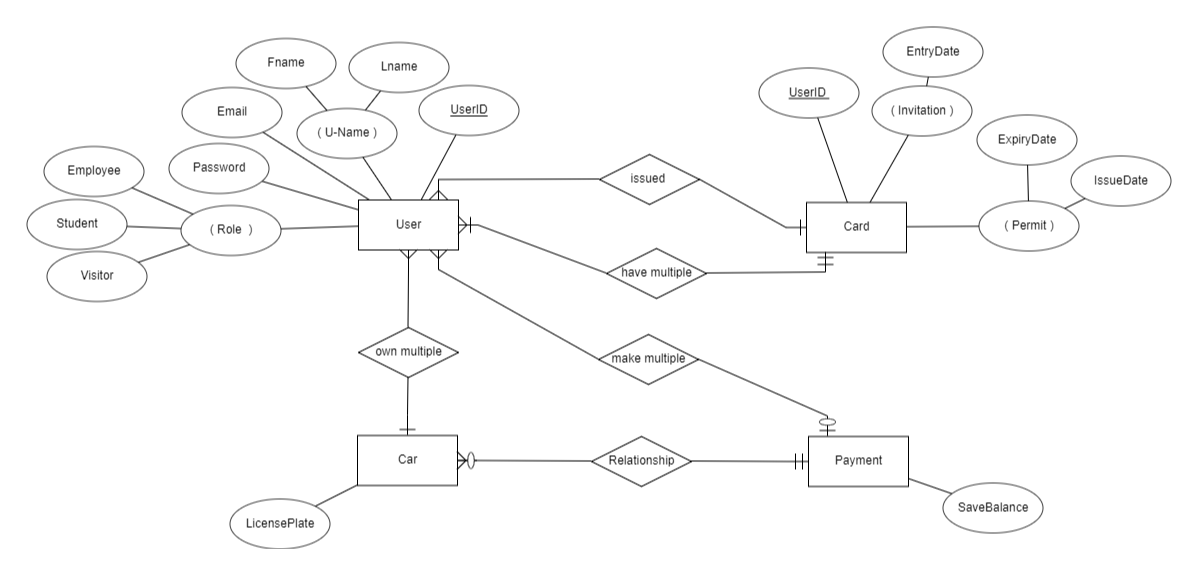 EntryDate
Fname
Lname
UserID
Email
UserID
( Invitation )
( U-Name )
ExpiryDate
Employee
Password
issued
IssueDate
Student
( Role )
User
Card
( Permit )
Visitor
have multiple
own multiple
make multiple
Car
Relationship
Payment
LicensePlate
SaveBalance